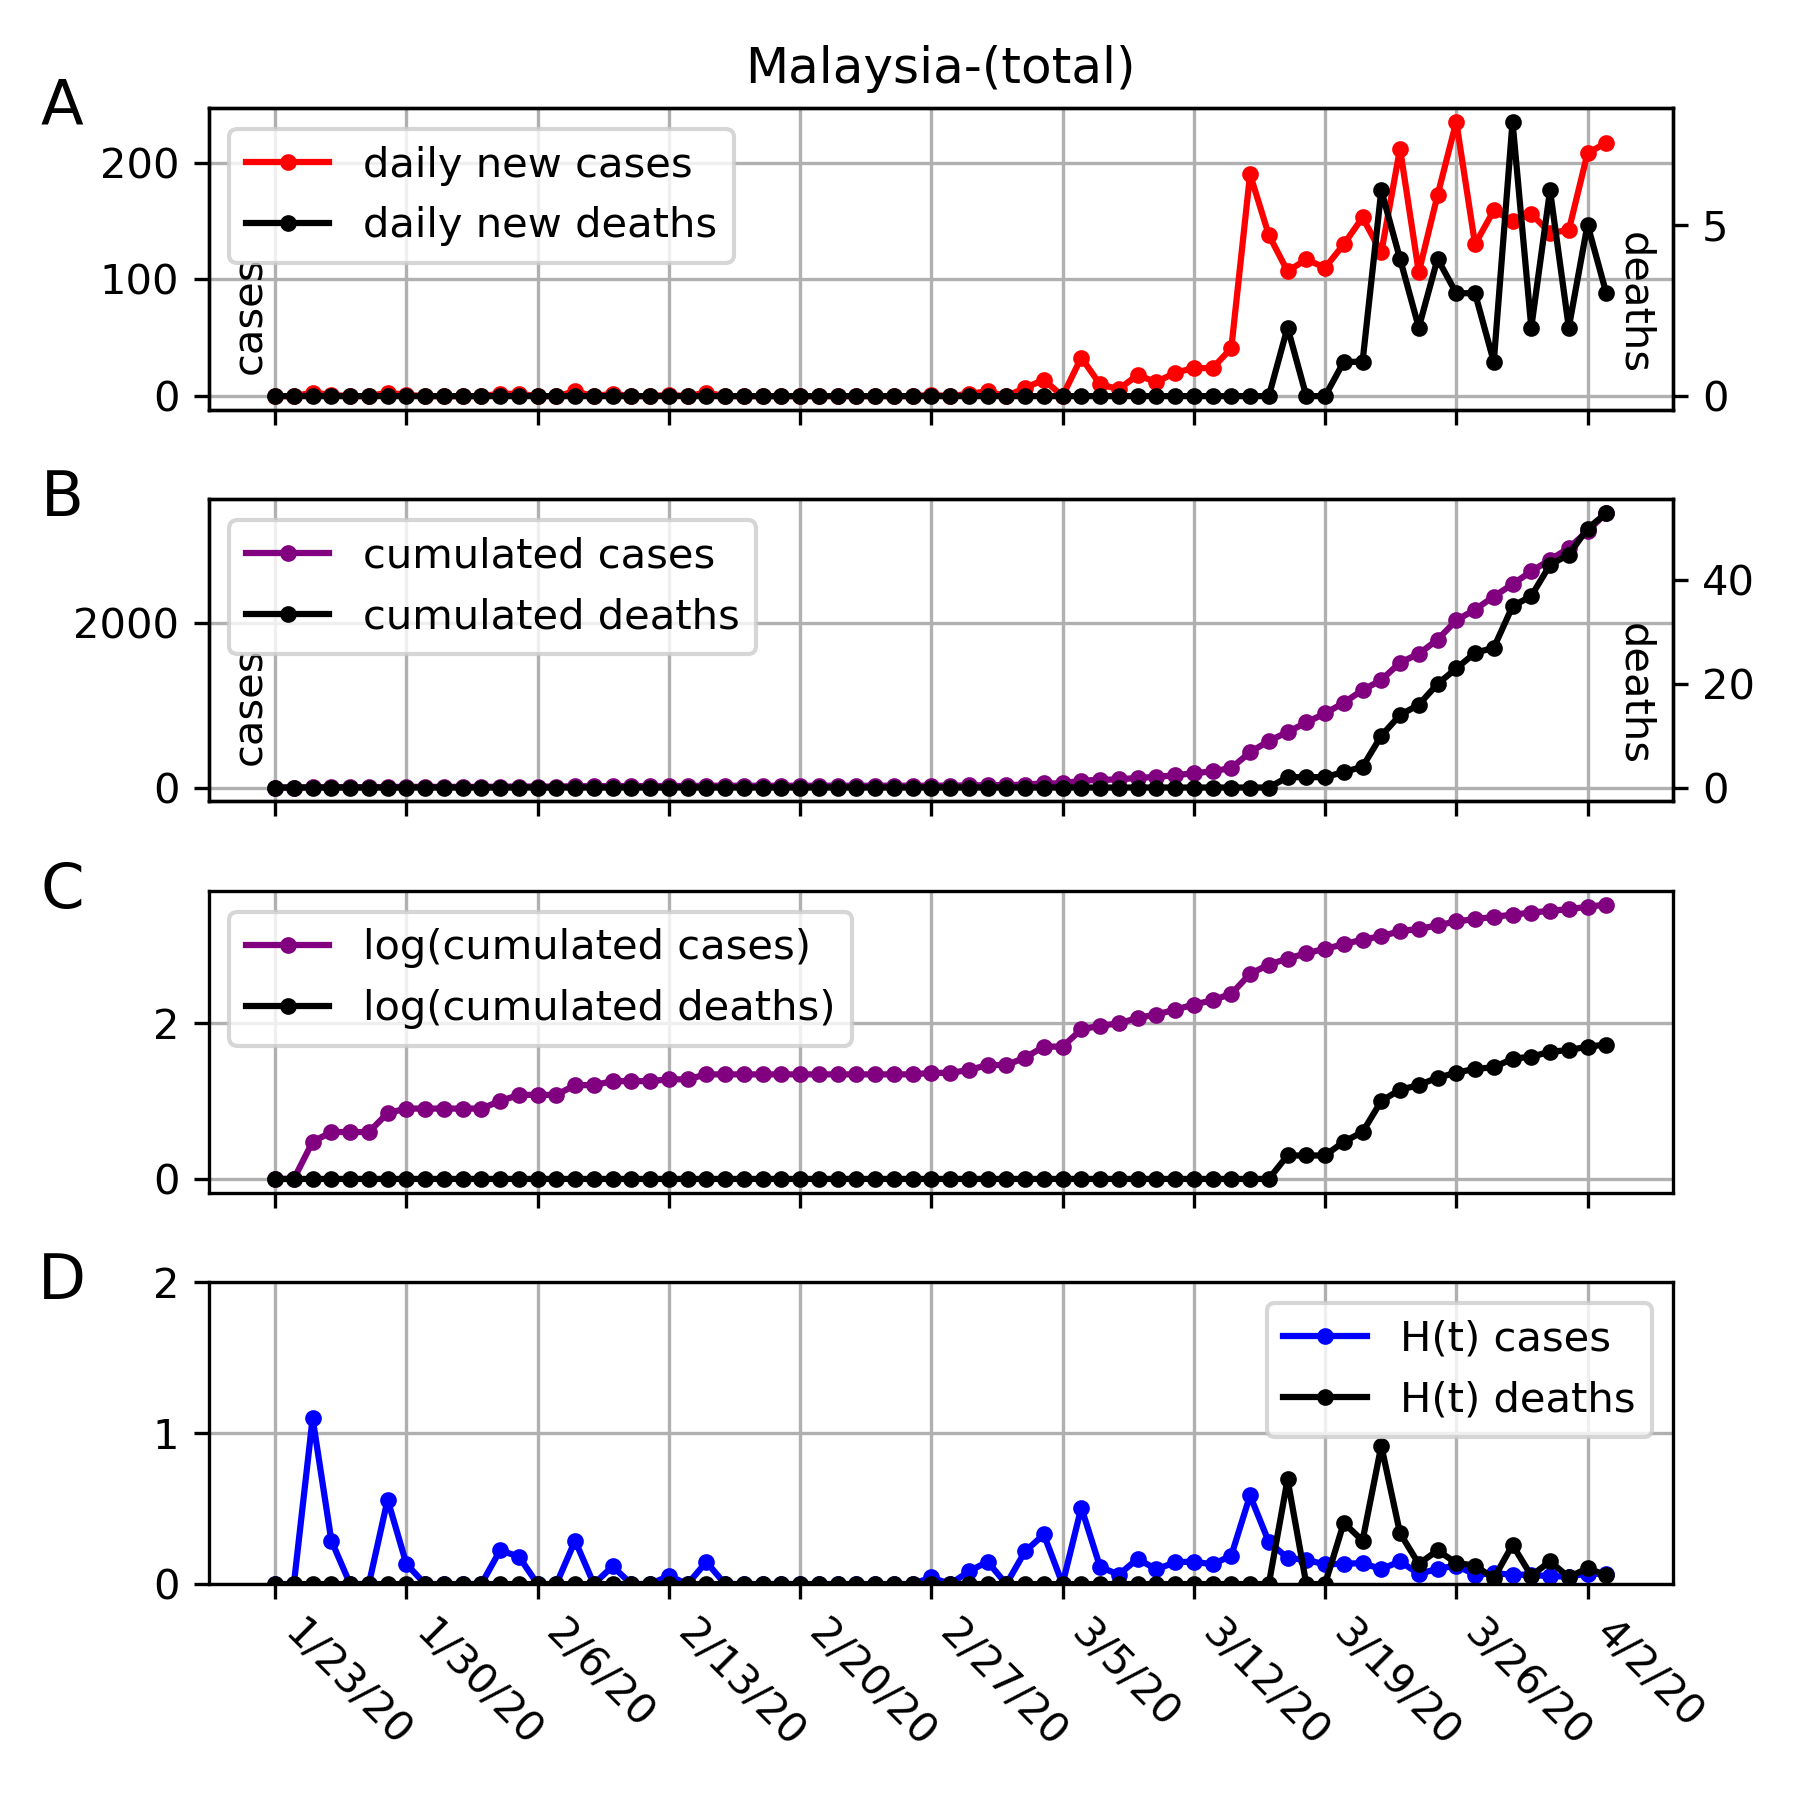 Malaysia-(total)
A
daily new cases
daily new deaths
200
100
0
cases
5
0
deaths
B
cumulated cases
cumulated deaths
2000
0
cases
40
20
0
deaths
C
log(cumulated cases)
log(cumulated deaths)
2
0
D
H(t) cases
H(t) deaths
2
1
0
1/23/20
1/30/20
2/6/20
2/13/20
2/20/20
2/27/20
3/5/20
3/12/20
3/19/20
3/26/20
4/2/20